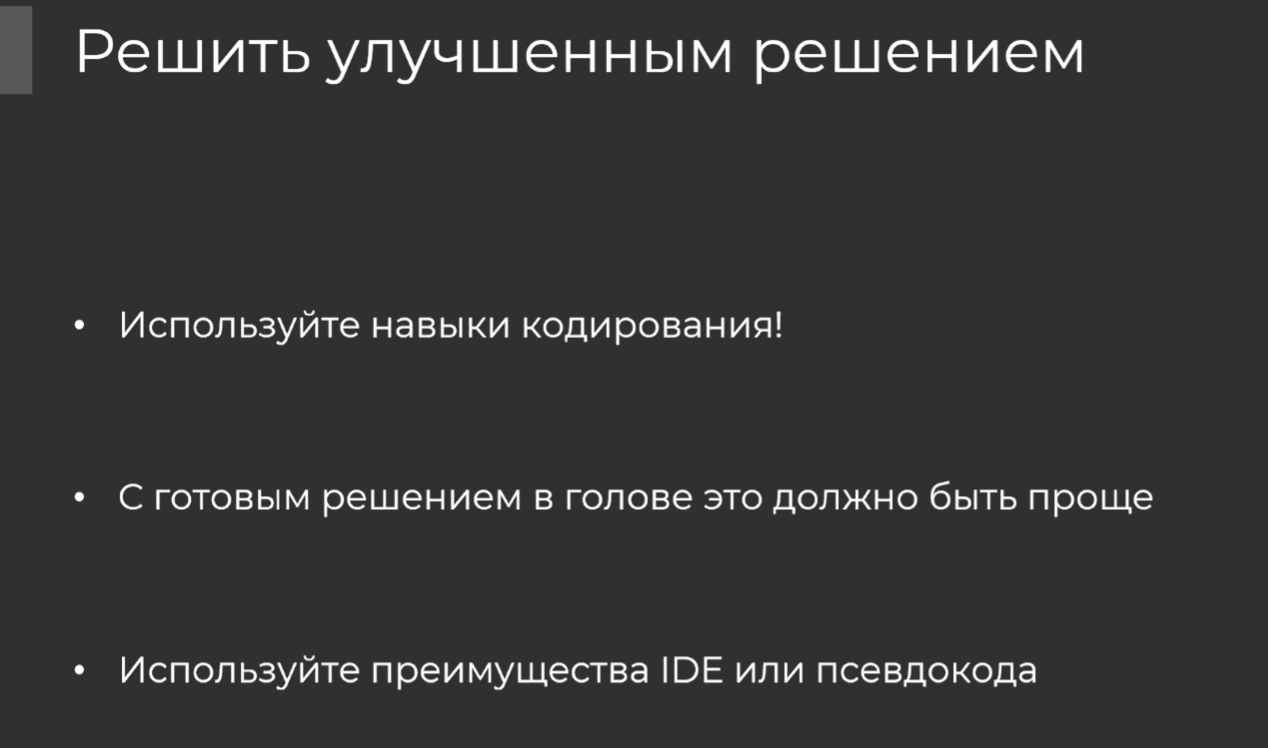 Решить улучшенным решением
• Используйте навыки кодирования!
• С готовым решением в голове это должно быть проще
• Используйте преимущества IDE или псевдокода